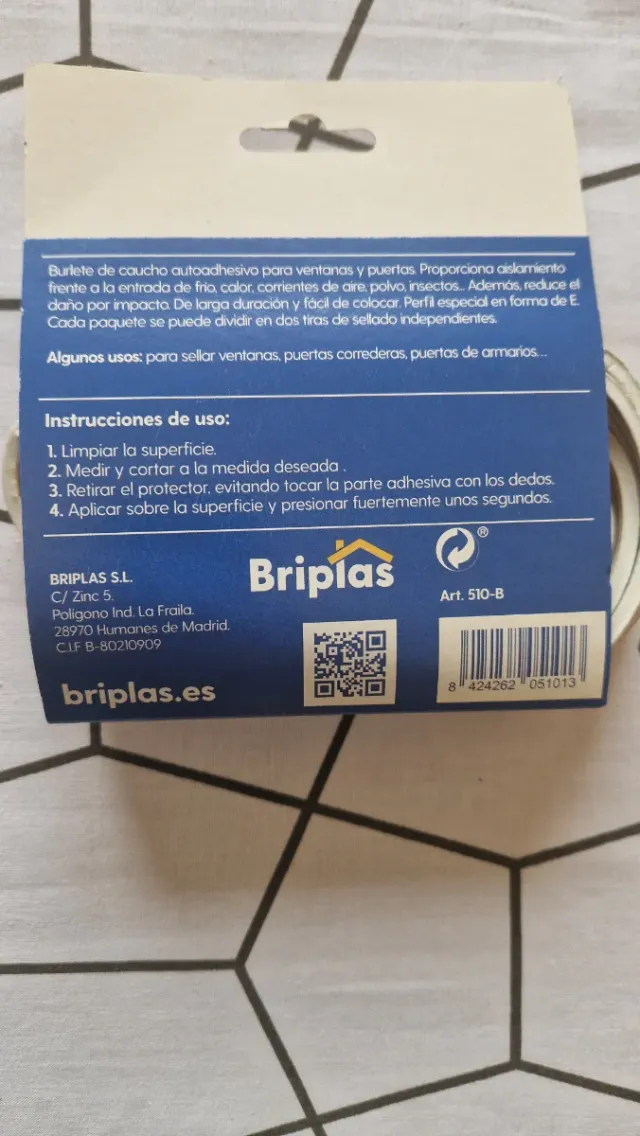 Burlete de caucho autoadhesivo para ventanas y puertas. Proporciona aislamiento
frente a la entrada de frío, calor, corrientes de aire, polvo, insectos... Además, reduce el
daño por impacto. De larga duración y fácil de colocar. Perfil especial en forma de E.
Cada paquete se puede dividir en dos tiras de sellado independientes.
Algunos usos: para sellar ventanas, puertas correderas, puertas de armarios...
Instrucciones de uso:
1. Limpiar la superficie.
2. Medir y cortar a la medida deseada .
3. Retirar el protector, evitando tocar la parte adhesiva con los dedos.
4. Aplicar sobre la superficie y presionar fuertemente unos segundos.
BRIPLAS S.L.
C/ Zinc 5.
Polígono Ind. La Fraila.
28970 Humanes de Madrid.
C.I.F B-80210909
briplas.es
Briplas
®
Art. 510-B
8 424262 051013